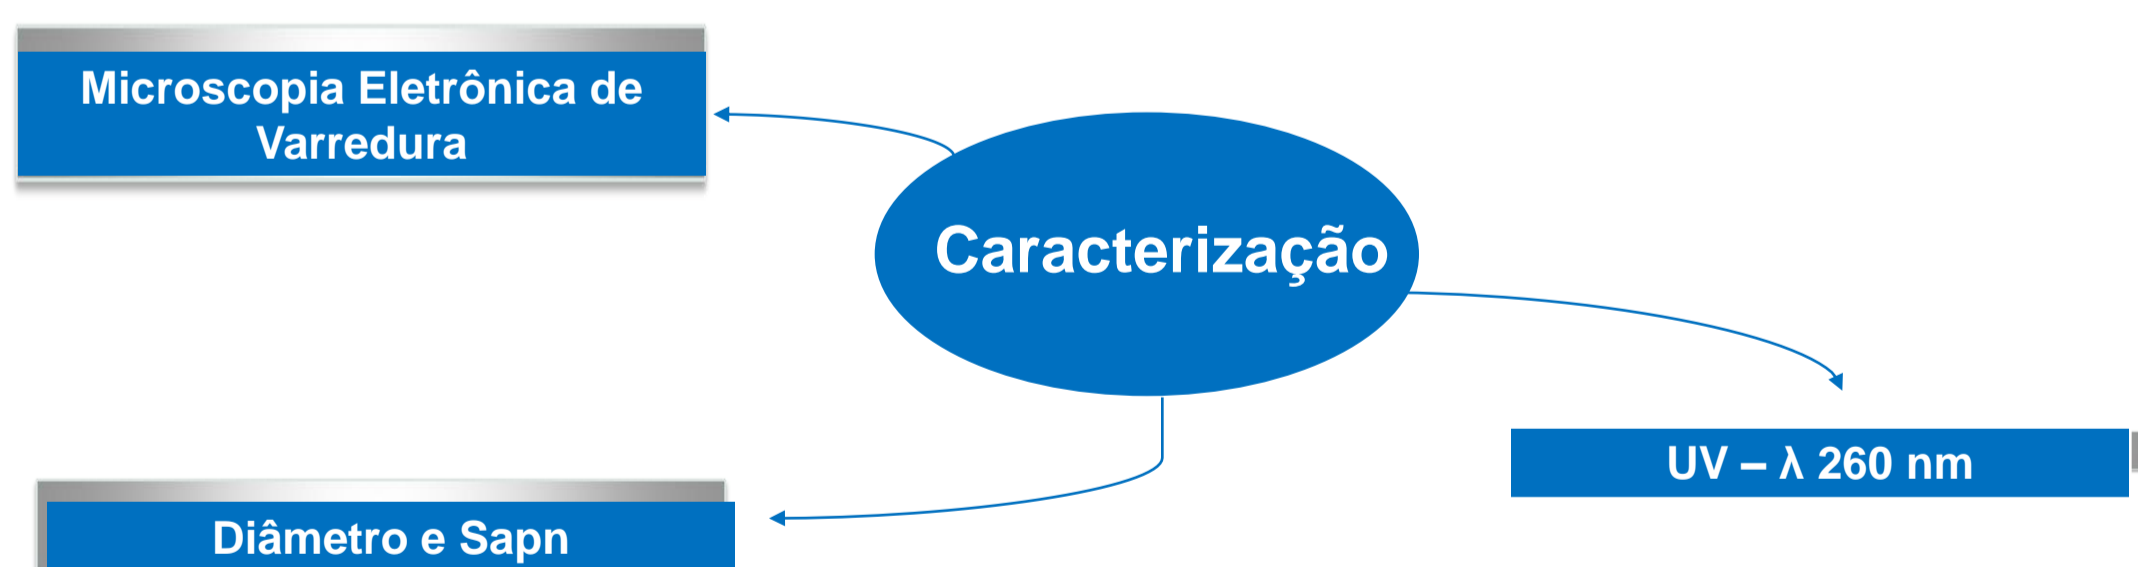 Microscopia Eletrônica de
Varredura
Caracterização
UV – λ 260 nm
Diâmetro e Sapn